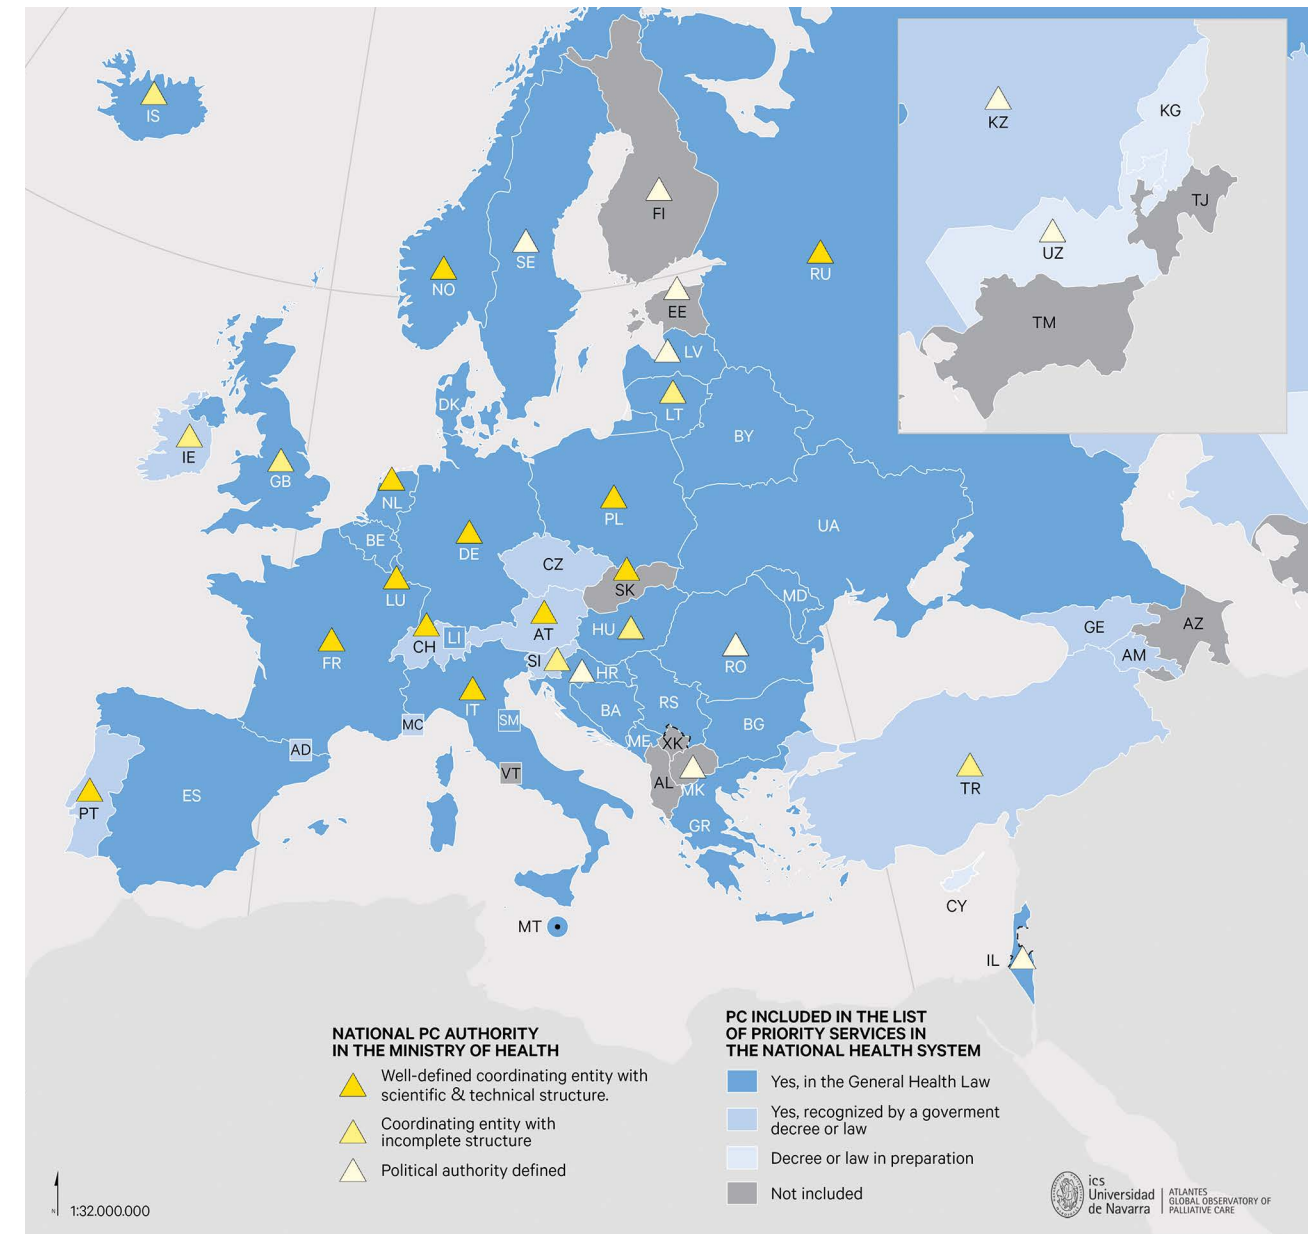 IS
KZ
KG
TJ
UZ
TM
FI
SE
NO
RU
EE
LV
LT
DK
BY
IE
GB
NL
PL
BE
DE
UA
CZ
LU
SK
MD
CH
LI
AT
HU
FR
SI
HR
RO
GE
AZ
AM
IT
BA
RS
MC
SM
BG
AD
ME
XK
VT
AL
MK
TR
PT
ES
GR
CY
MT
IL
NATIONAL PC AUTHORITY
IN THE MINISTRY OF HEALTH
Well-defined coordinating entity with
scientific & technical structure.
Coordinating entity with
incomplete structure
Political authority defined
PC INCLUDED IN THE LIST
OF PRIORITY SERVICES IN
THE NATIONAL HEALTH SYSTEM
Yes, in the General Health Law
Yes, recognized by a goverment
decree or law
Decree or law in preparation
Not included
N
1:32.000.000
ics
Universidad
de Navarra
ATLANTES
GLOBAL OBSERVATORY OF
PALLIATIVE CARE